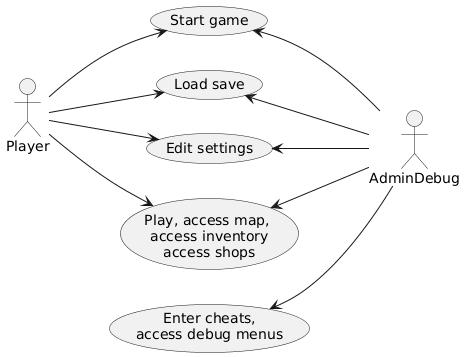 Start game
Load save
Player
Edit settings
AdminDebug
Play, access map,
access inventory
access shops
Enter cheats,
access debug menus